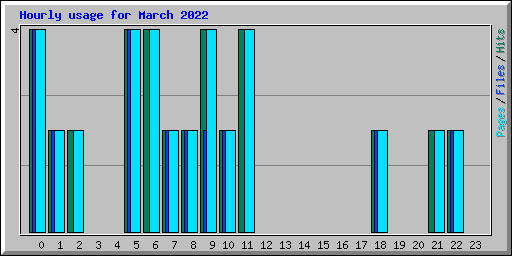 Hourly usage for March 2022
4
Pages/Files/Hits
0 1 2 3 4 5 6 7 8 9 10 11 12 13 14 15 16 17 18 19 20 21 22 23